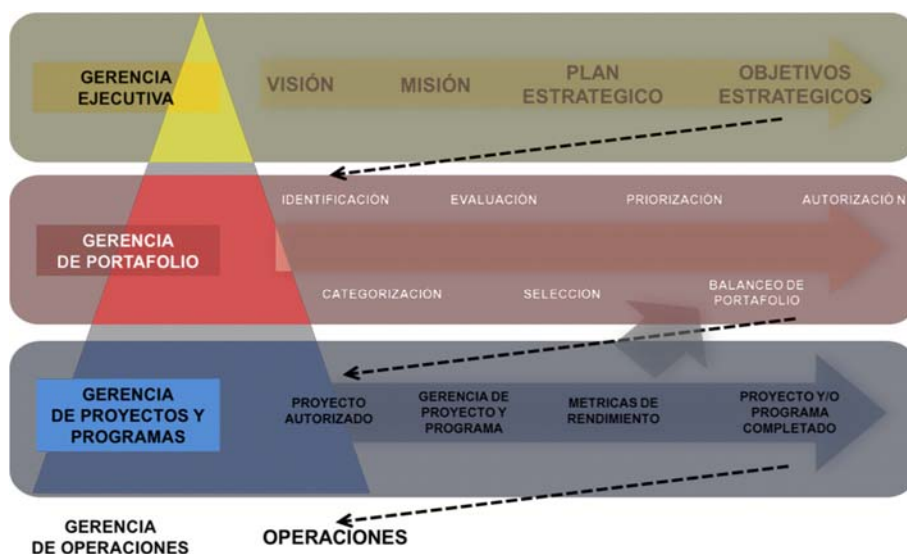 GERENCIA
EJECUTIVA
VISIÓN
MISIÓN
PLAN
ESTRATEGICO
OBJETIVOS
ESTRATEGICOS
IDENTIFICACIÓN
EVALUACIÓN
PRIORIZACIÓN
AUTORIZACIÓN
GERENCIA
DE PORTAFOLIO
CATEGORIZACIÓN
SELECCION
BALANCEO DE
PORTAFOLIO
GERENCIA
DE PROYECTOS Y
PROGRAMAS
PROYECTO
AUTORIZADO
GERENCIA DE
PROYECTO Y
PROGRAMA
METRICAS DE
RENDIMIENTO
PROYECTO Y/O
PROGRAMA
COMPLETADO
GERENCIA
DE OPERACIONES
OPERACIONES